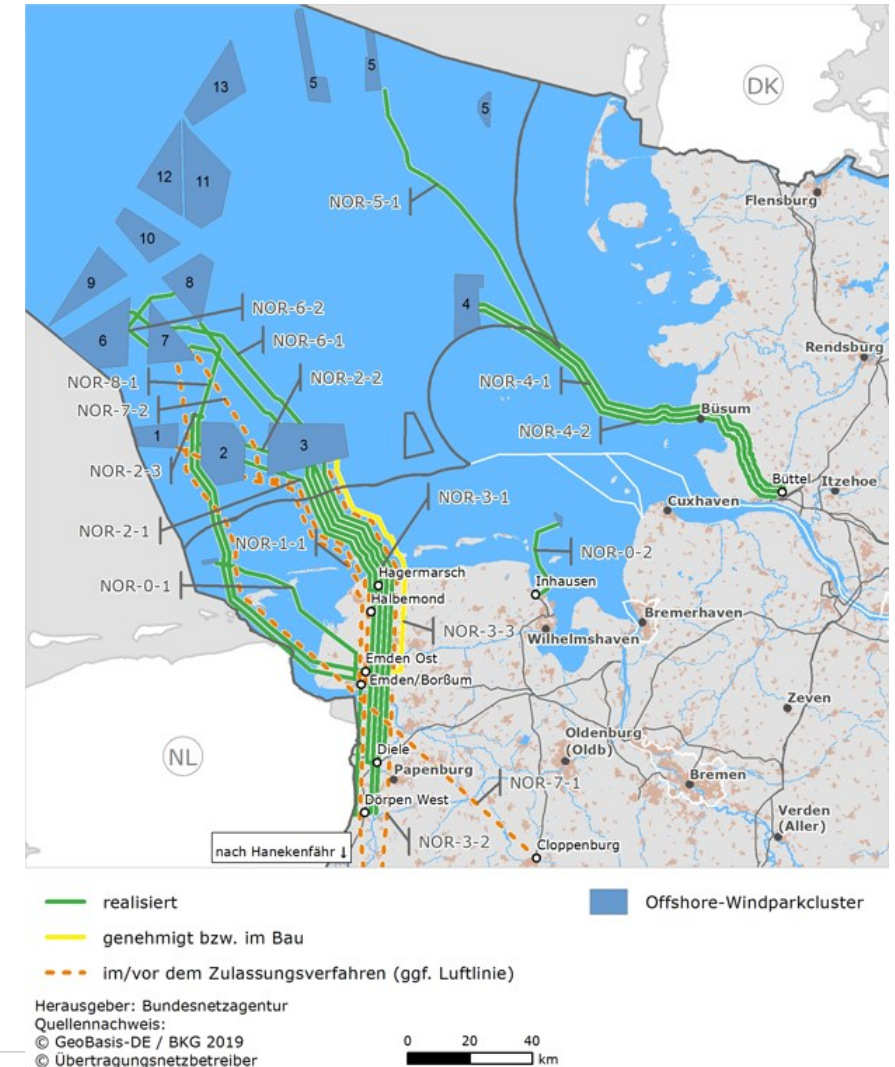 13
5
5
5
DK
12
11
NOR-5-1
Flensburg
10
9
8
4
NOR-6-2
6
7
NOR-6-1
Rendsburg
NOR-2-2
NOR-8-1
NOR-4-1
NOR-7-2
Büsum
NOR-4-2
1
2
3
NOR-2-3
Büttel
Itzehoe
NOR-3-1
Cuxhaven
NOR-2-1
NOR-1-1
NOR-0-2
Hagermarsch
NOR-0-1
Inhausen
Halbemond
Bremerhaven
NOR-3-3
Wilhelmshaven
Emden Ost
Emden/Borßum
Zeven
Oldenburg
(Oldb)
NL
Diele
Papenburg
Bremen
NOR-7-1
Dörpen West
Verden
(Aller)
NOR-3-2
nach Hanekenfähr ↓
Cloppenburg
realisiert
Offshore-Windparkcluster
genehmigt bzw. im Bau
im/vor dem Zulassungsverfahren (ggf. Luftlinie)
Herausgeber: Bundesnetzagentur
Quellennachweis:
© GeoBasis-DE / BKG 2019
© Übertragungsnetzbetreiber
0 20 40
km